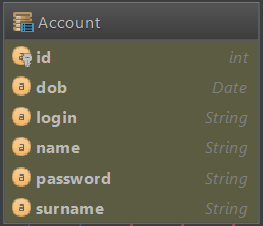 Account
a id int
a dob Date
a login String
a name String
a password String
a surname String